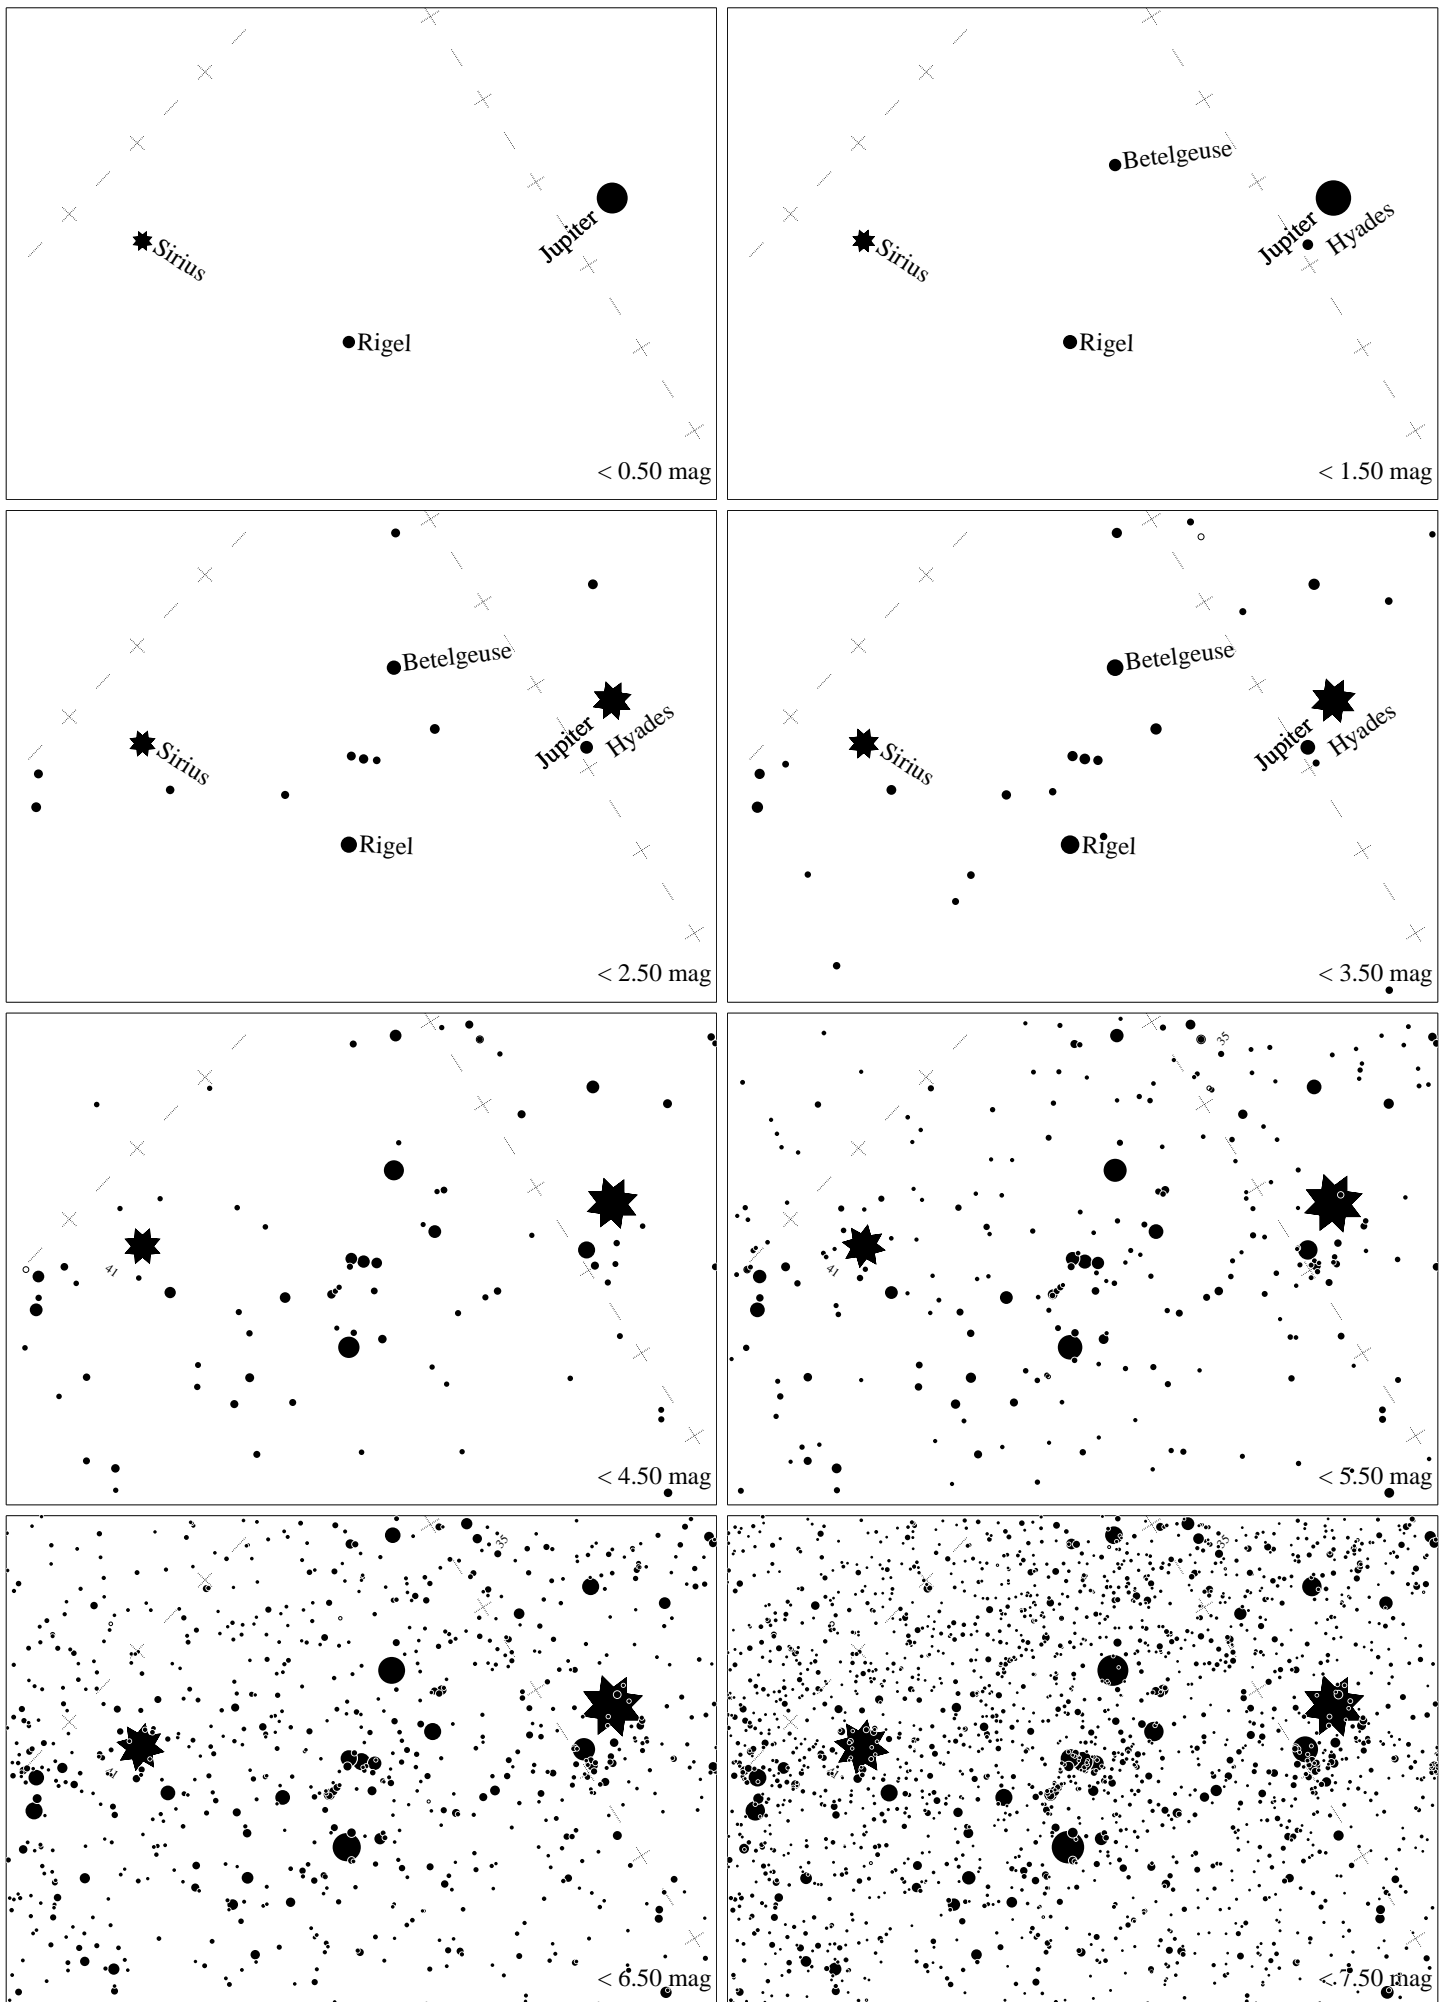 Jupiter
Sirius
Rigel
< 0.50 mag
Betelgeuse
Jupiter
Hyades
Sirius
Rigel
< 1.50 mag
Betelgeuse
Jupiter
Hyades
Sirius
Rigel
< 2.50 mag
Betelgeuse
Jupiter
Hyades
Sirius
Rigel
< 3.50 mag
41
< 4.50 mag
35
41
< 5.50 mag
35
41
< 6.50 mag
35
< 7.50 mag